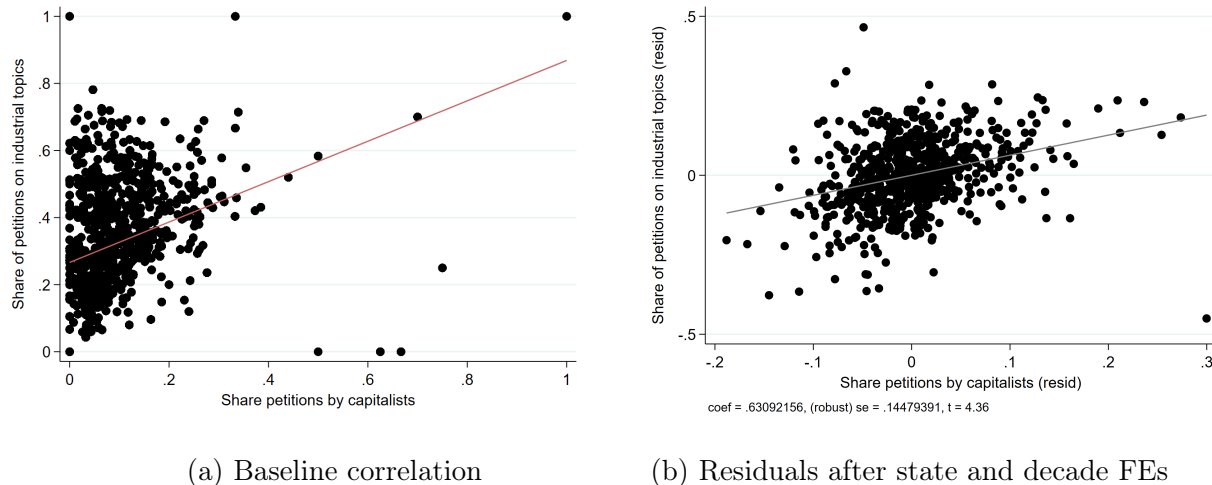 Share of petitions on industrial topics
1
.8
.6
.4
.2
0
0 .2 .4 .6 .8 1
Share petitions by capitalists
(a) Baseline correlation
Share of petitions on industrial topics (resid)
.5
0
-.5
-.2 -.1 0 .1 .2 .3
Share petitions by capitalists (resid)
coef = .63092156, (robust) se = .14479391, t = 4.36
(b) Residuals after state and decade FEs